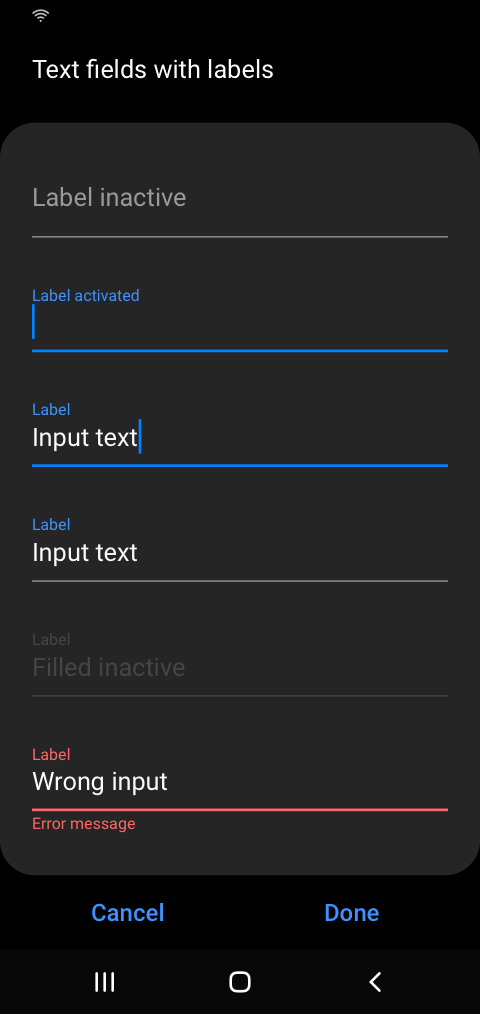 Text fields with labels
Label inactive
Label activated
Label
Input text
Label
Input text
Label
Filled inactive
Label
Wrong input
Error message
Cancel Done